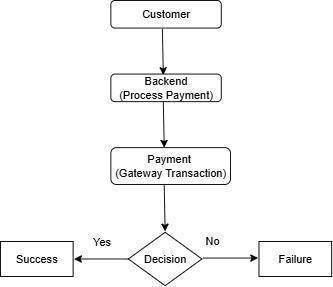 Customer
Backend
(Process Payment)
Payment
(Gateway Transaction)
Yes
No
Success
Decision
Failure